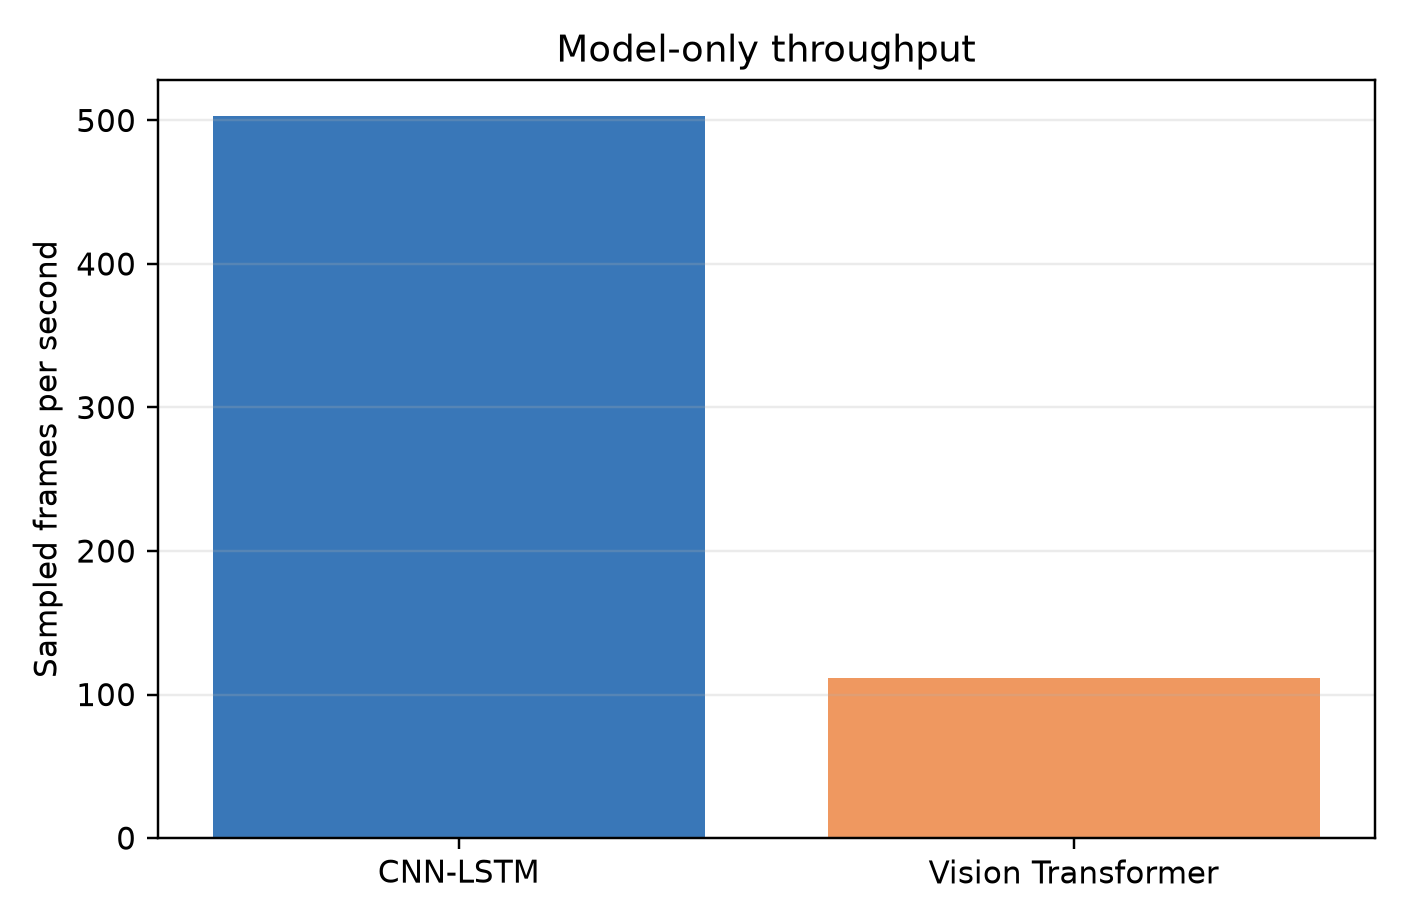 Model-only throughput
Sampled frames per second
500
400
300
200
100
0
CNN-LSTM
Vision Transformer